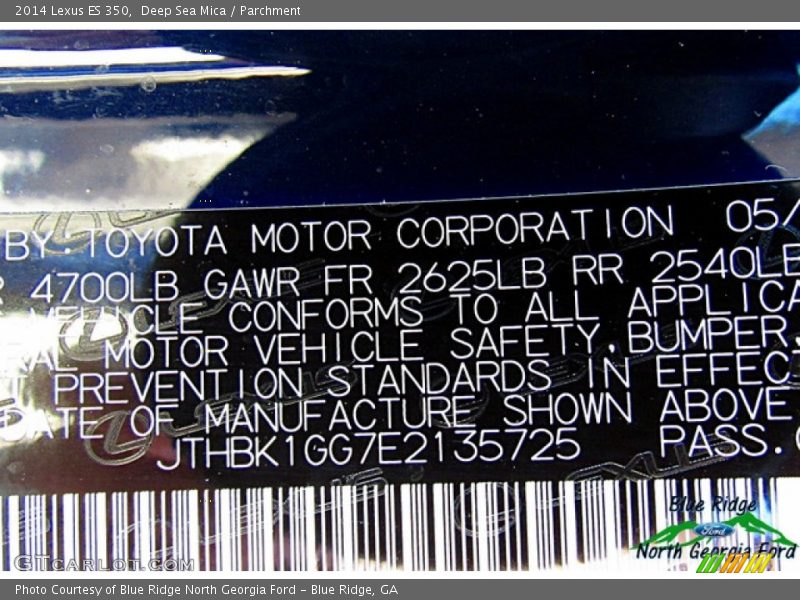 2014 Lexus ES 350, Deep Sea Mica / Parchment
BY TOYOTA MOTOR CORPORATION 05/
4700LB GAWR FR 2625LB RR 2540LB
VEHICLE CONFORMS TO ALL APPLICA
RAL MOTOR VEHICLE SAFETY, BUMPER,
T PREVENTION STANDARDS IN EFFECT
DATE OF MANUFACTURE SHOWN ABOVE
JTHBK1GG7E2135725 PASS.
Blue Ridge
Ford
North Georgia Ford
GTcarlot.com
Photo Courtesy of Blue Ridge North Georgia Ford – Blue Ridge, GA